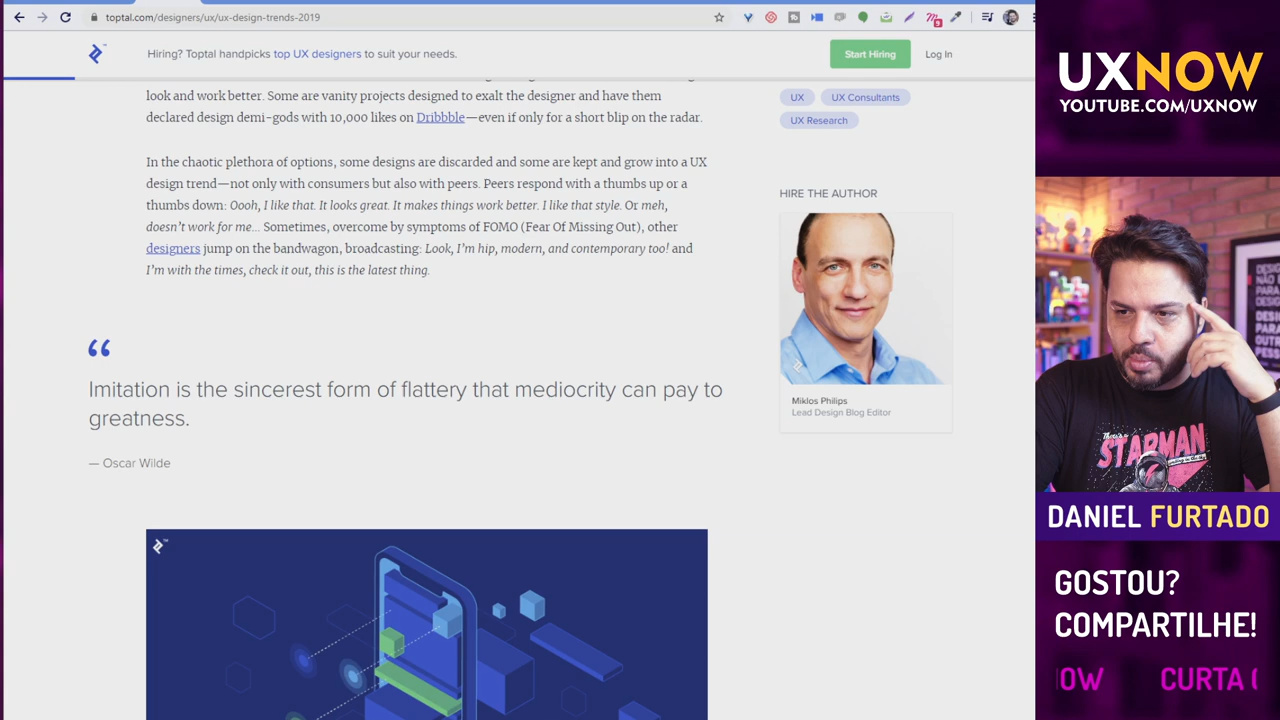 toptal.com/designers/ux/ux-design-trends-2019
Hiring? Toptal handpicks top UX designers to suit your needs.
Start Hiring
Log In
look and work better. Some are vanity projects designed to exalt the designer and have them
declared design demi-gods with 10,000 likes on Dribbble—even if only for a short blip on the radar.
In the chaotic plethora of options, some designs are discarded and some are kept and grow into a UX
design trend—not only with consumers but also with peers. Peers respond with a thumbs up or a
thumbs down: Oooh, I like that. It looks great. It makes things work better. I like that style. Or meh,
doesn't work for me… Sometimes, overcome by symptoms of FOMO (Fear Of Missing Out), other
designers jump on the bandwagon, broadcasting: Look, I'm hip, modern, and contemporary too! and
I'm with the times, check it out, this is the latest thing.
“
Imitation is the sincerest form of flattery that mediocrity can pay to
greatness.
— Oscar Wilde
UX
UX Consultants
UX Research
HIRE THE AUTHOR
Miklos Philips
Lead Design Blog Editor
UXNOW
YOUTUBE.COM/UXNOW
There's a
STARMAN
DANIEL FURTADO
GOSTOU?
COMPARTILHE!
OW CURTA